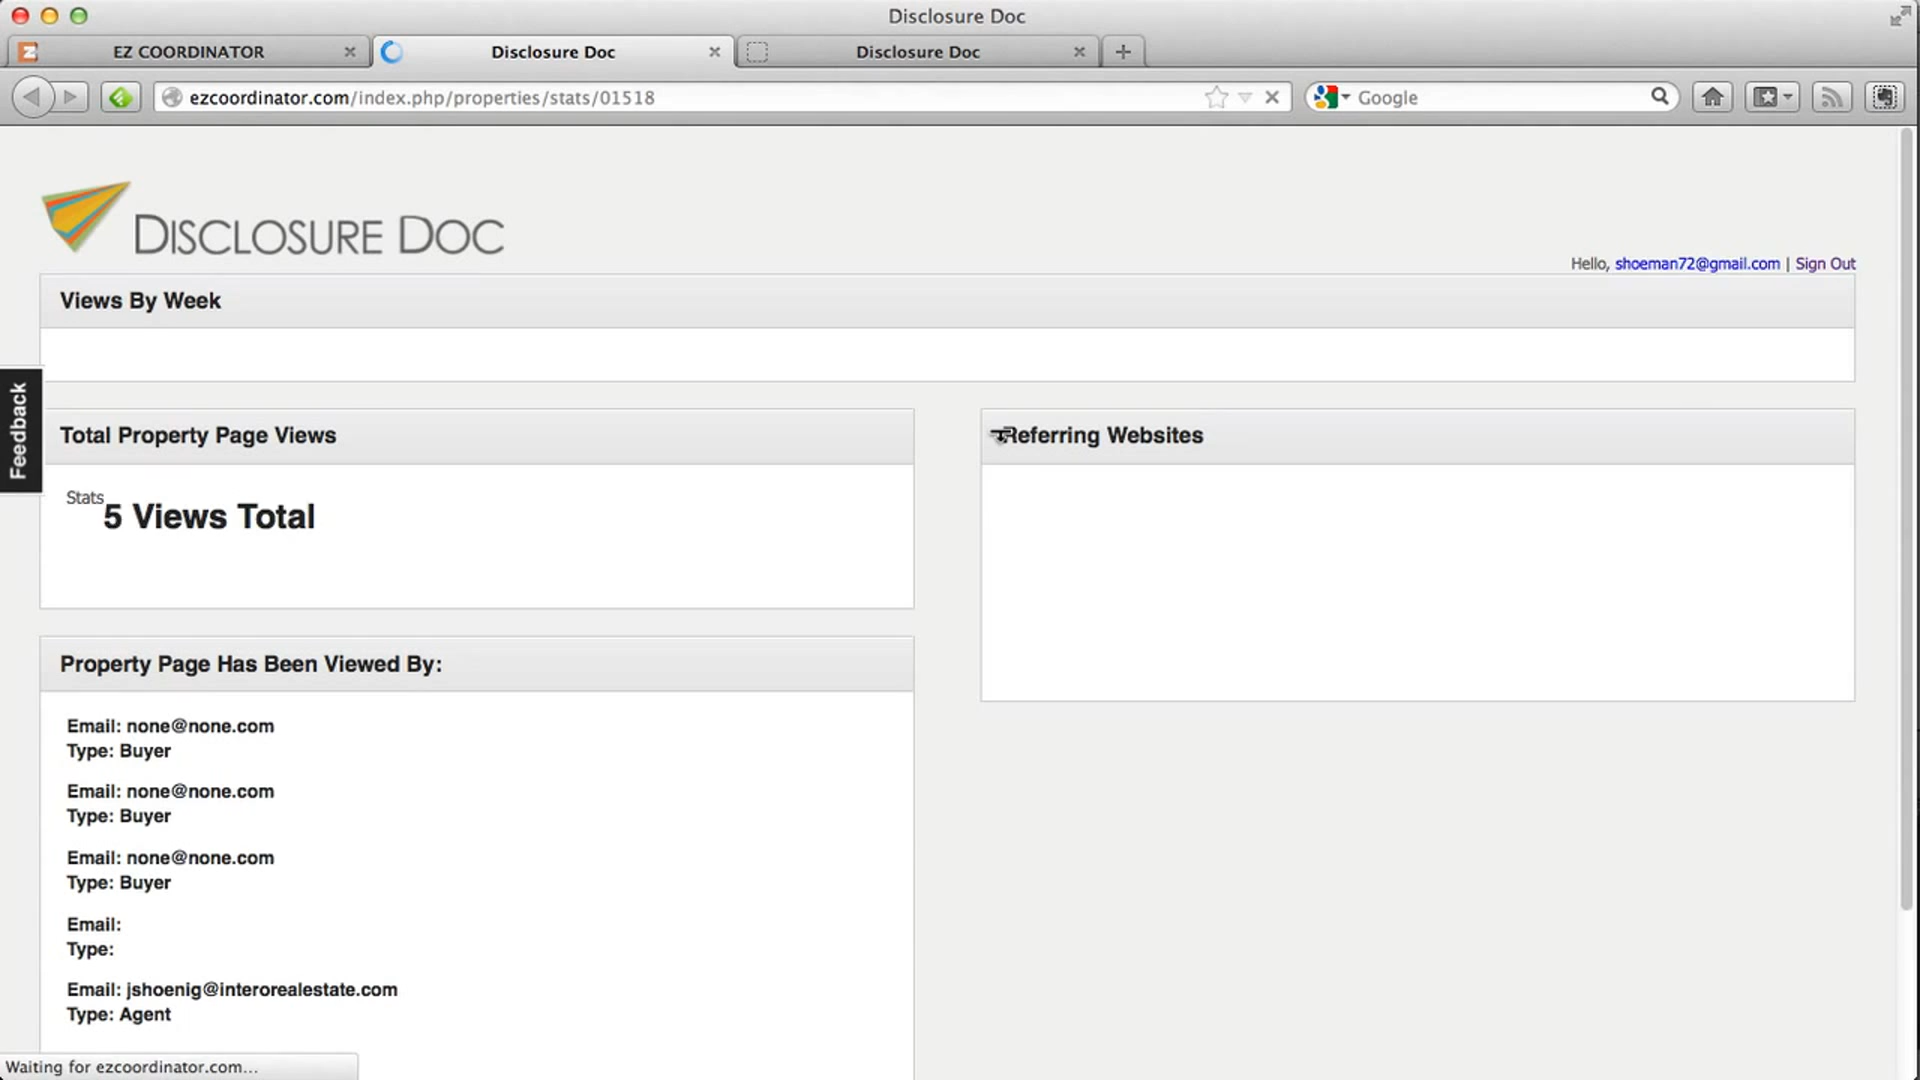 Disclosure Doc
EZ COORDINATOR
Disclosure Doc
Disclosure Doc
ezcoordinator.com/index.php/properties/stats/01518
Google
DISCLOSURE DOC
Hello, shoeman72@gmail.com | Sign Out
Views By Week
Feedback
Total Property Page Views
Referring Websites
Stats
5 Views Total
Property Page Has Been Viewed By:
Email: none@none.com
Type: Buyer
Email: none@none.com
Type: Buyer
Email: none@none.com
Type: Buyer
Email:
Type:
Email: jshoenig@interorealestate.com
Type: Agent
Waiting for ezcoordinator.com...